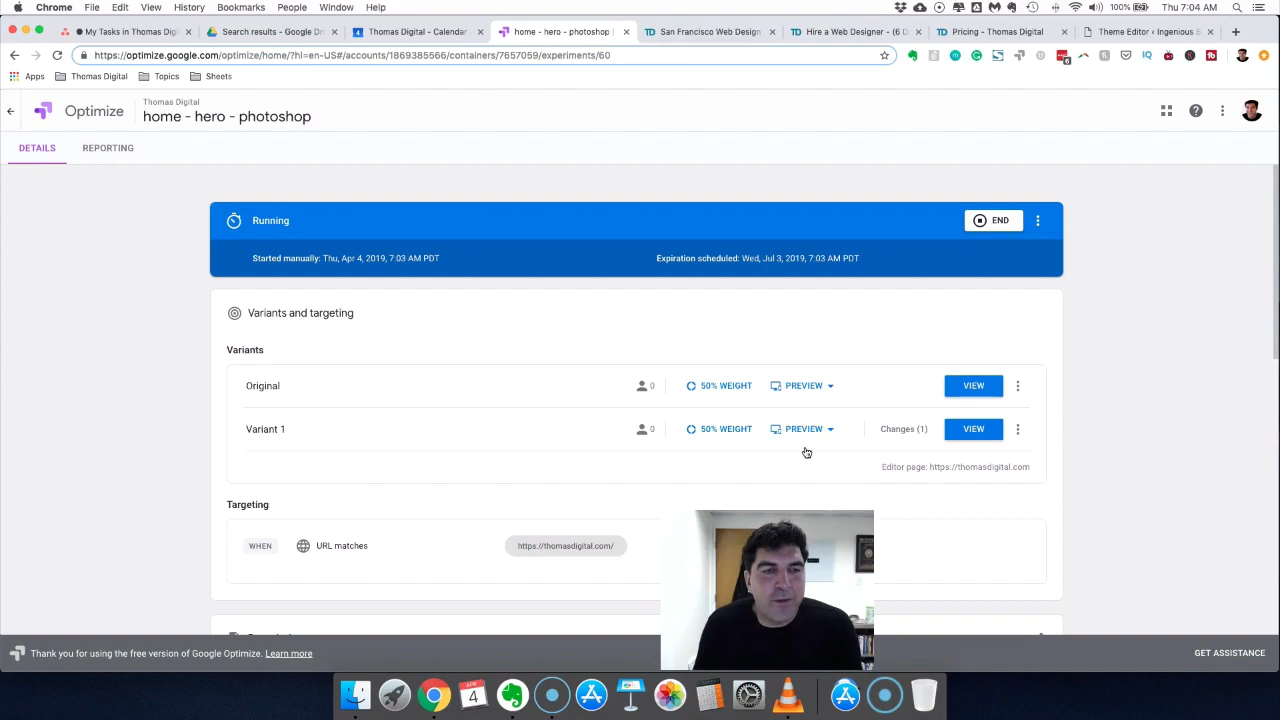 Chrome File Edit View History Bookmarks People Window Help 100% Thu 7:04 AM
My Tasks in Thomas Digi
Search results - Google Dr
Thomas Digital - Calendar
home - hero - photoshop
San Francisco Web Design
Hire a Web Designer - (6 D
Pricing - Thomas Digital
Theme Editor ‹ Ingenious B
https://optimize.google.com/optimize/home/?hl=en-US#/accounts/1869385566/containers/7657059/experiments/60
Apps Thomas Digital Topics Sheets
Optimize
Thomas Digital
home - hero - photoshop
DETAILS REPORTING
Running
END
Started manually: Thu, Apr 4, 2019, 7:03 AM PDT
Expiration scheduled: Wed, Jul 3, 2019, 7:03 AM PDT
Variants and targeting
Variants
Original 0 50% WEIGHT PREVIEW VIEW
Variant 1 0 50% WEIGHT PREVIEW Changes (1) VIEW
Editor page: https://thomasdigital.com
Targeting
WHEN URL matches https://thomasdigital.com/
Thank you for using the free version of Google Optimize. Learn more
GET ASSISTANCE
APR
4